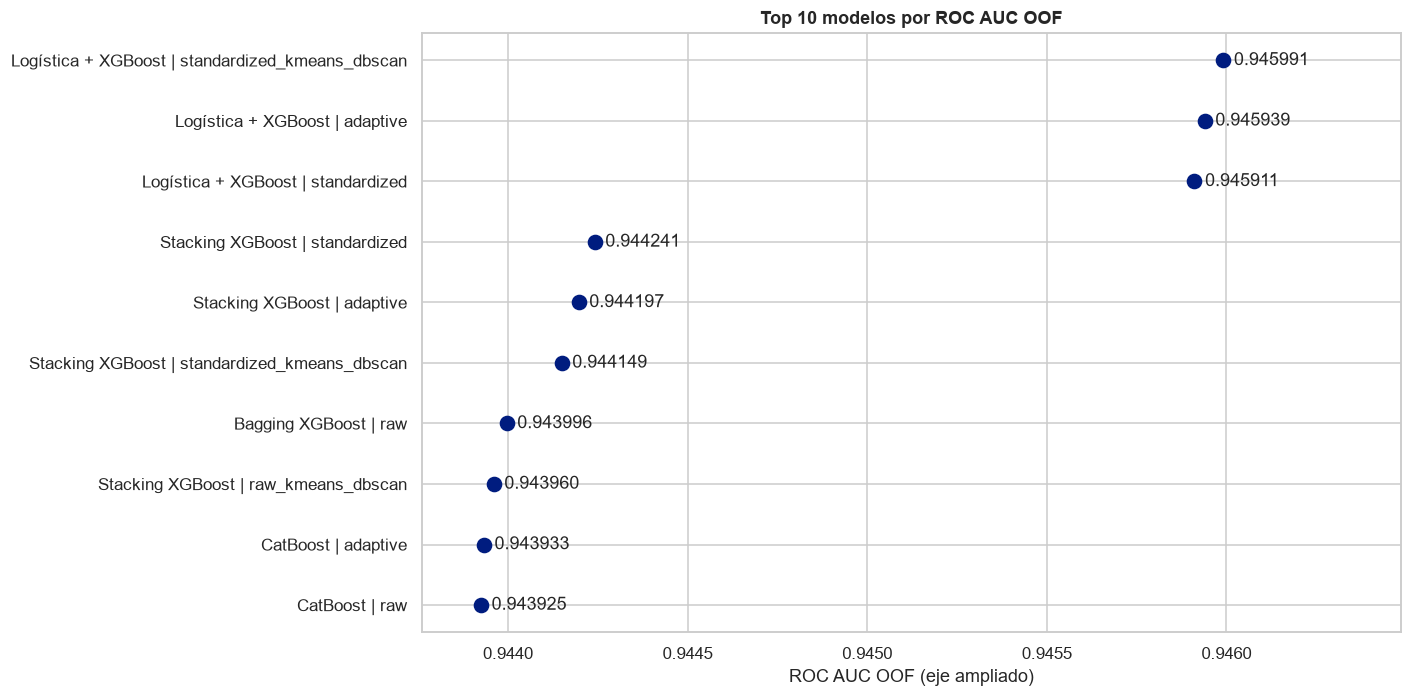 Top 10 modelos por ROC AUC OOF
Logística + XGBoost | standardized_kmeans_dbscan 0.945991
Logística + XGBoost | adaptive 0.945939
Logística + XGBoost | standardized 0.945911
Stacking XGBoost | standardized 0.944241
Stacking XGBoost | adaptive 0.944197
Stacking XGBoost | standardized_kmeans_dbscan 0.944149
Bagging XGBoost | raw 0.943996
Stacking XGBoost | raw_kmeans_dbscan 0.943960
CatBoost | adaptive 0.943933
CatBoost | raw 0.943925
0.9440 0.9445 0.9450 0.9455 0.9460
ROC AUC OOF (eje ampliado)